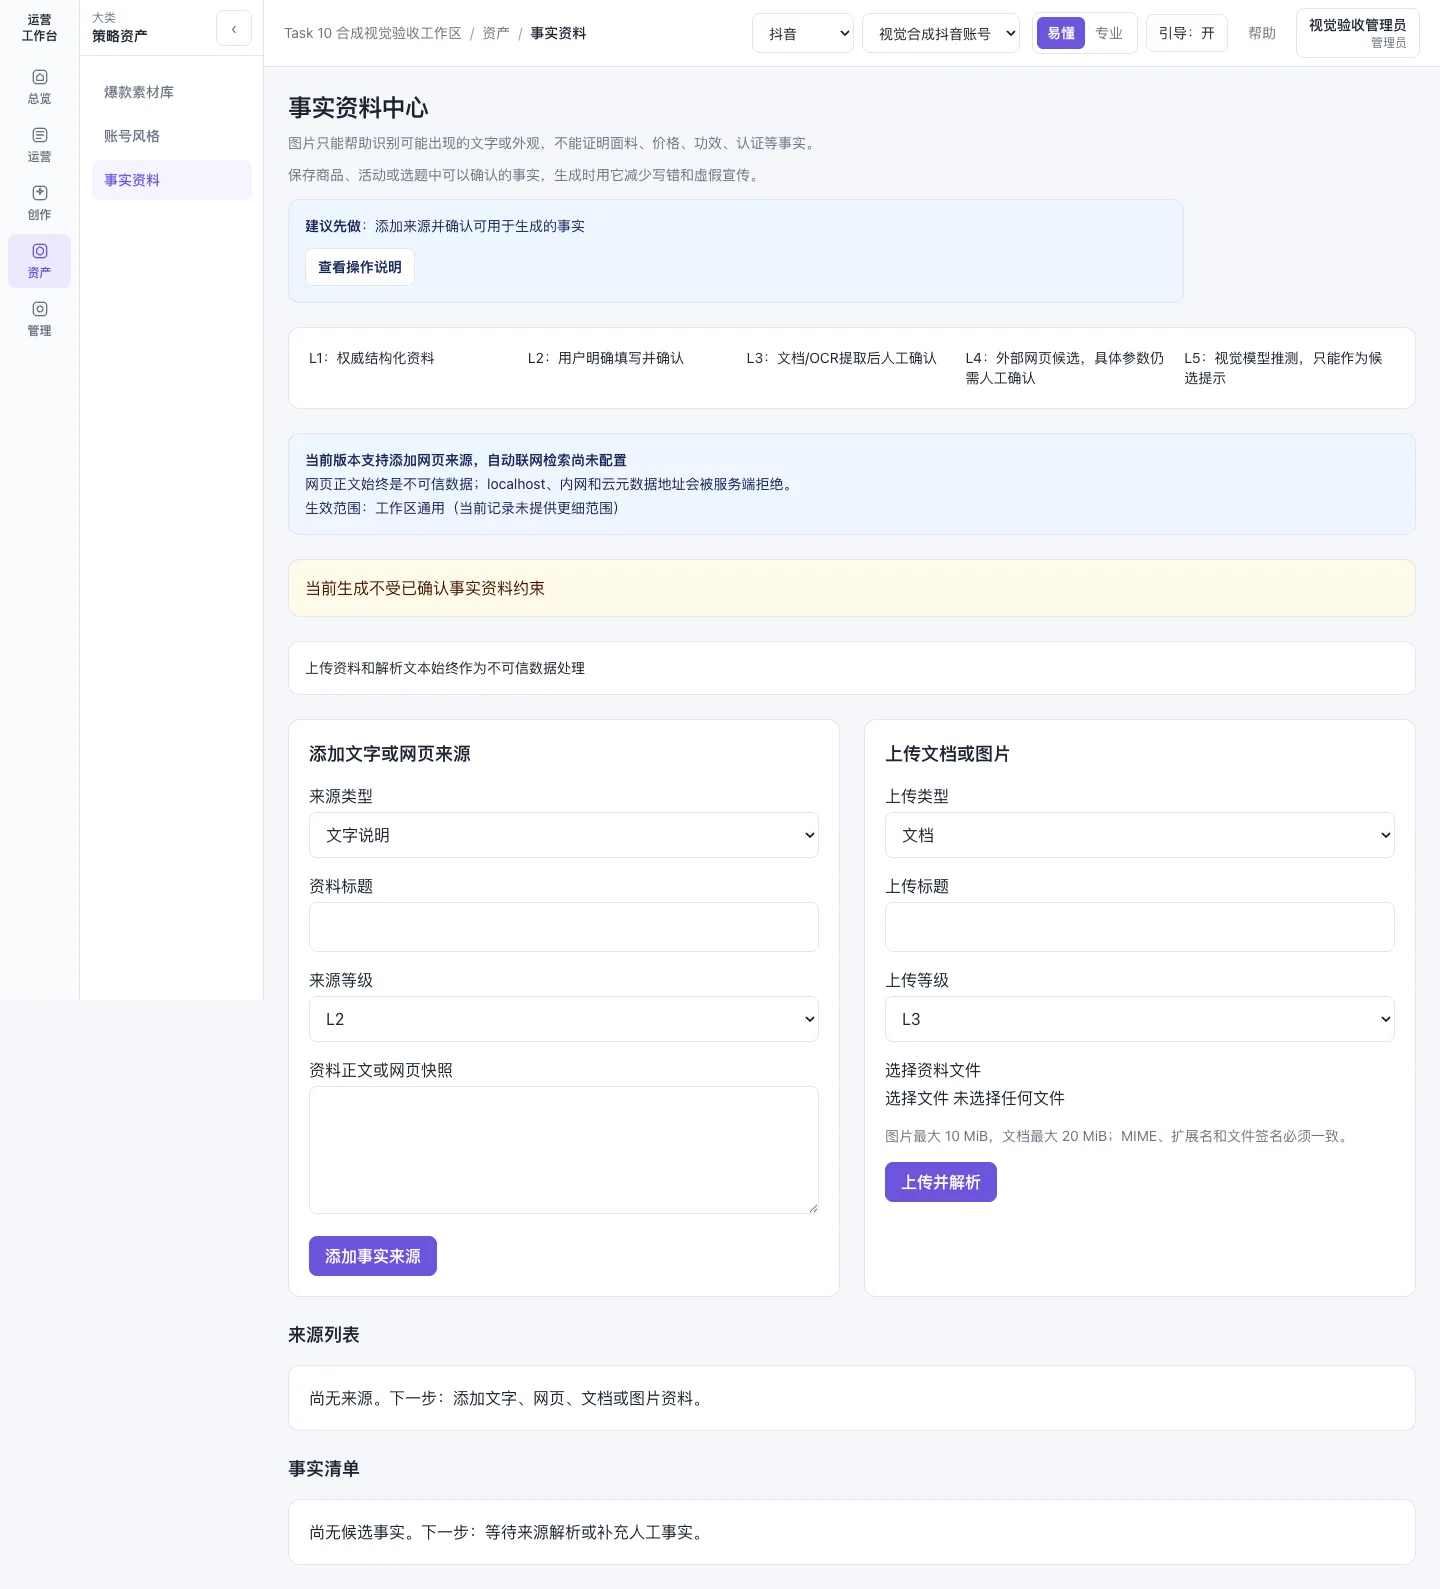 运营
工作台
总览
运营
创作
资产
管理
大类
策略资产
‹
爆款素材库
账号风格
事实资料
Task 10 合成视觉验收工作区 / 资产 / 事实资料
抖音
视觉合成抖音账号
易懂 专业
引导：开
帮助
视觉验收管理员
管理员
事实资料中心
图片只能帮助识别可能出现的文字或外观，不能证明面料、价格、功效、认证等事实。
保存商品、活动或选题中可以确认的事实，生成时用它减少写错和虚假宣传。
建议先做：添加来源并确认可用于生成的事实
查看操作说明
L1：权威结构化资料
L2：用户明确填写并确认
L3：文档/OCR提取后人工确认
L4：外部网页候选，具体参数仍
需人工确认
L5：视觉模型推测，只能作为候
选提示
当前版本支持添加网页来源，自动联网检索尚未配置
网页正文始终是不可信数据；localhost、内网和云元数据地址会被服务端拒绝。
生效范围：工作区通用（当前记录未提供更细范围）
当前生成不受已确认事实资料约束
上传资料和解析文本始终作为不可信数据处理
添加文字或网页来源
来源类型
文字说明
资料标题
来源等级
L2
资料正文或网页快照
添加事实来源
上传文档或图片
上传类型
文档
上传标题
上传等级
L3
选择资料文件
选择文件 未选择任何文件
图片最大 10 MiB，文档最大 20 MiB；MIME、扩展名和文件签名必须一致。
上传并解析
来源列表
尚无来源。下一步：添加文字、网页、文档或图片资料。
事实清单
尚无候选事实。下一步：等待来源解析或补充人工事实。